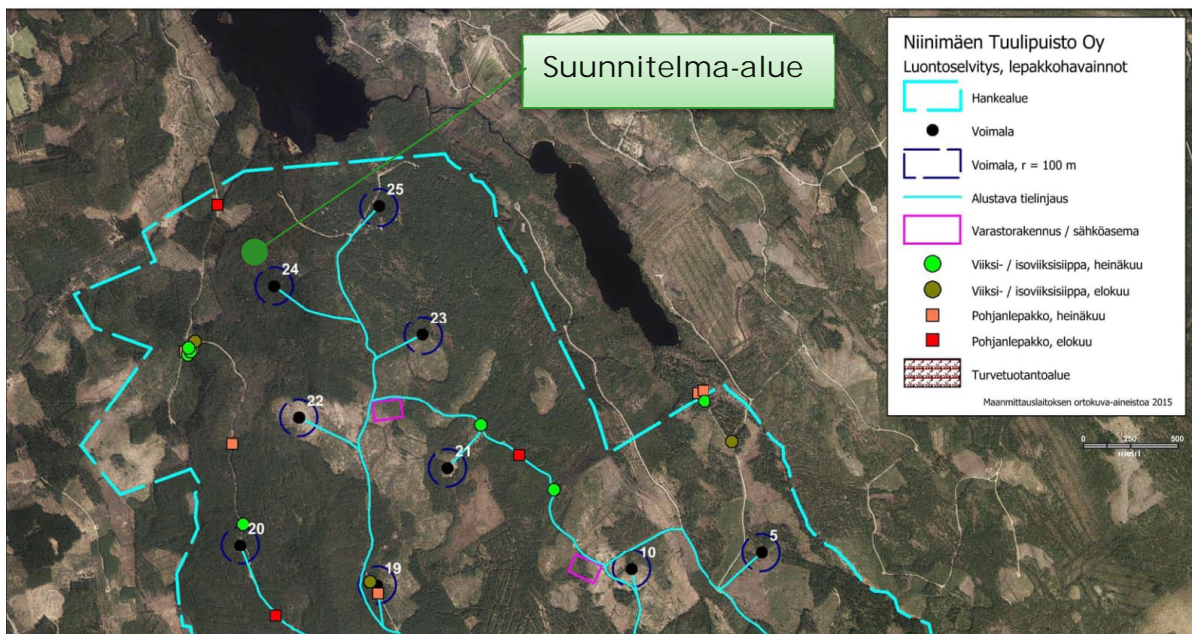 Suunnitelma-alue
Niinimäen Tuulipuisto Oy
Luontoselvitys, lepakkohavainnot
Hankealue
Voimala
Voimala, r = 100 m
Alustava tielinjaus
Varastorakennus / sähköasema
Viiksi- / isoviiksisiippa, heinäkuu
Viiksi- / isoviiksisiippa, elokuu
Pohjanlepakko, heinäkuu
Pohjanlepakko, elokuu
Turvetuotantoalue
Maanmittauslaitoksen ortokuva-aineistoa 2015
0 250 500
metri
25
24
23
22
21
20
19
10
5